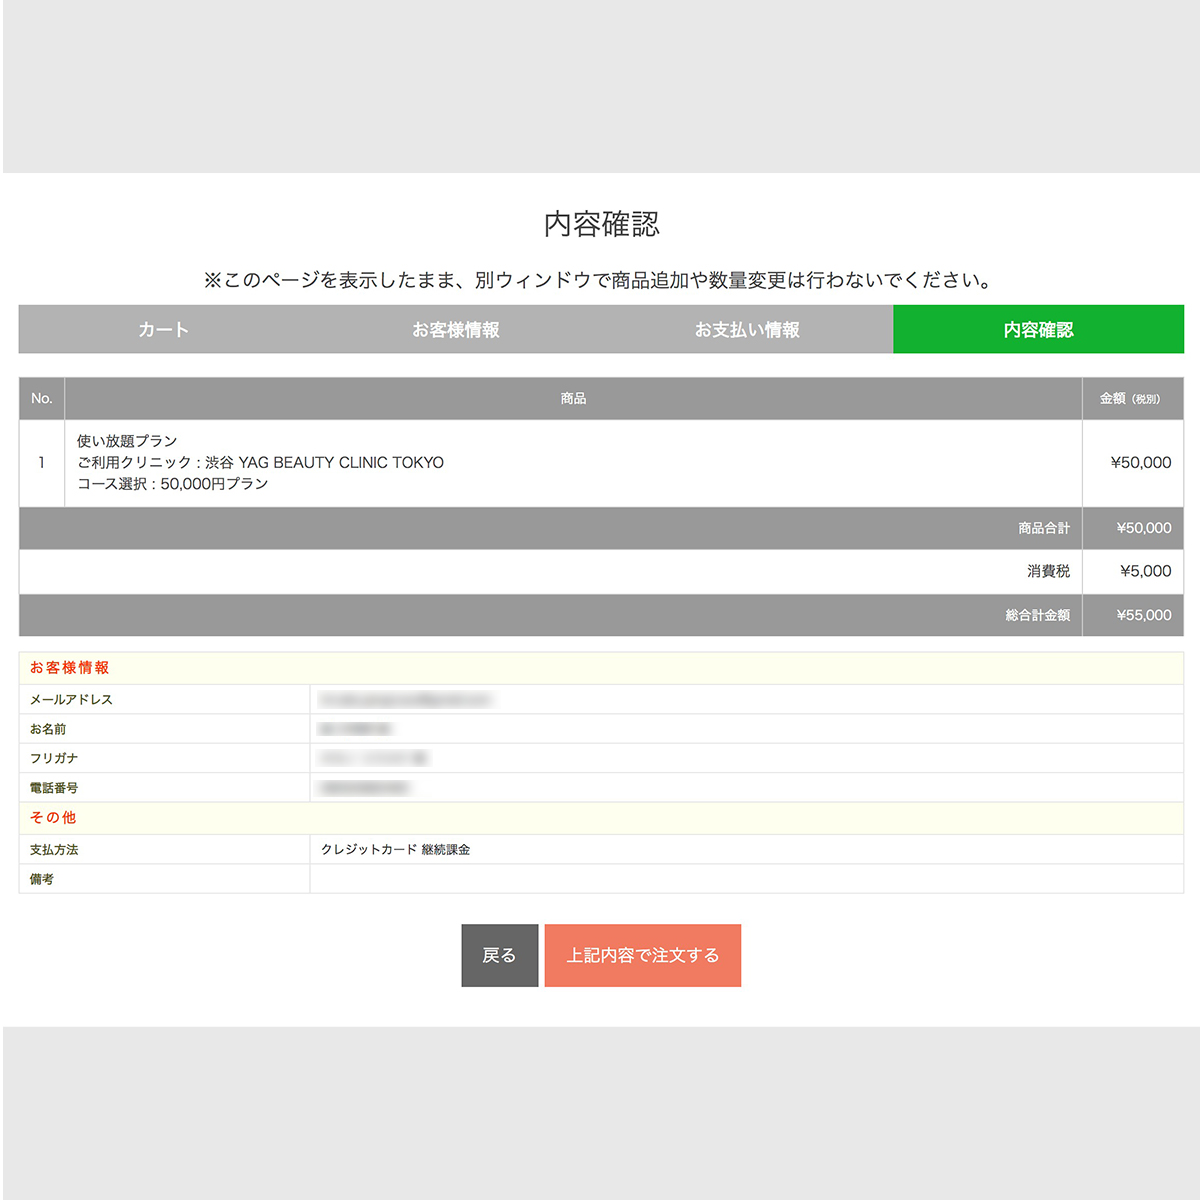 内容確認
※このページを表示したまま、別ウィンドウで商品追加や数量変更は行わないでください。
カート お客様情報 お支払い情報 内容確認
No. 商品 金額（税別）
使い放題プラン
1 ご利用クリニック：渋谷 YAG BEAUTY CLINIC TOKYO ¥50,000
コース選択：50,000円プラン
商品合計 ¥50,000
消費税 ¥5,000
総合計金額 ¥55,000
お客様情報
メールアドレス
お名前
フリガナ
電話番号
その他
支払方法 クレジットカード 継続課金
備考
戻る 上記内容で注文する